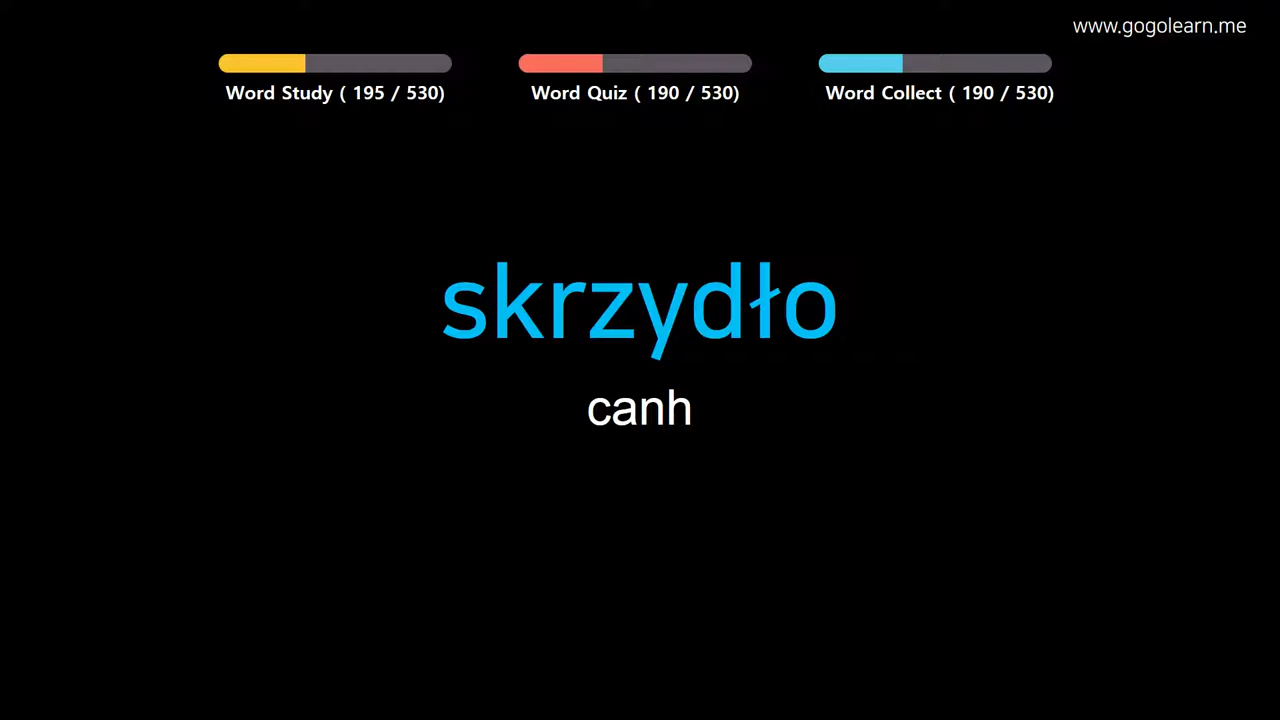 www.gogolearn.me
Word Study ( 195 / 530)
Word Quiz ( 190 / 530)
Word Collect ( 190 / 530)
skrzydło
canh